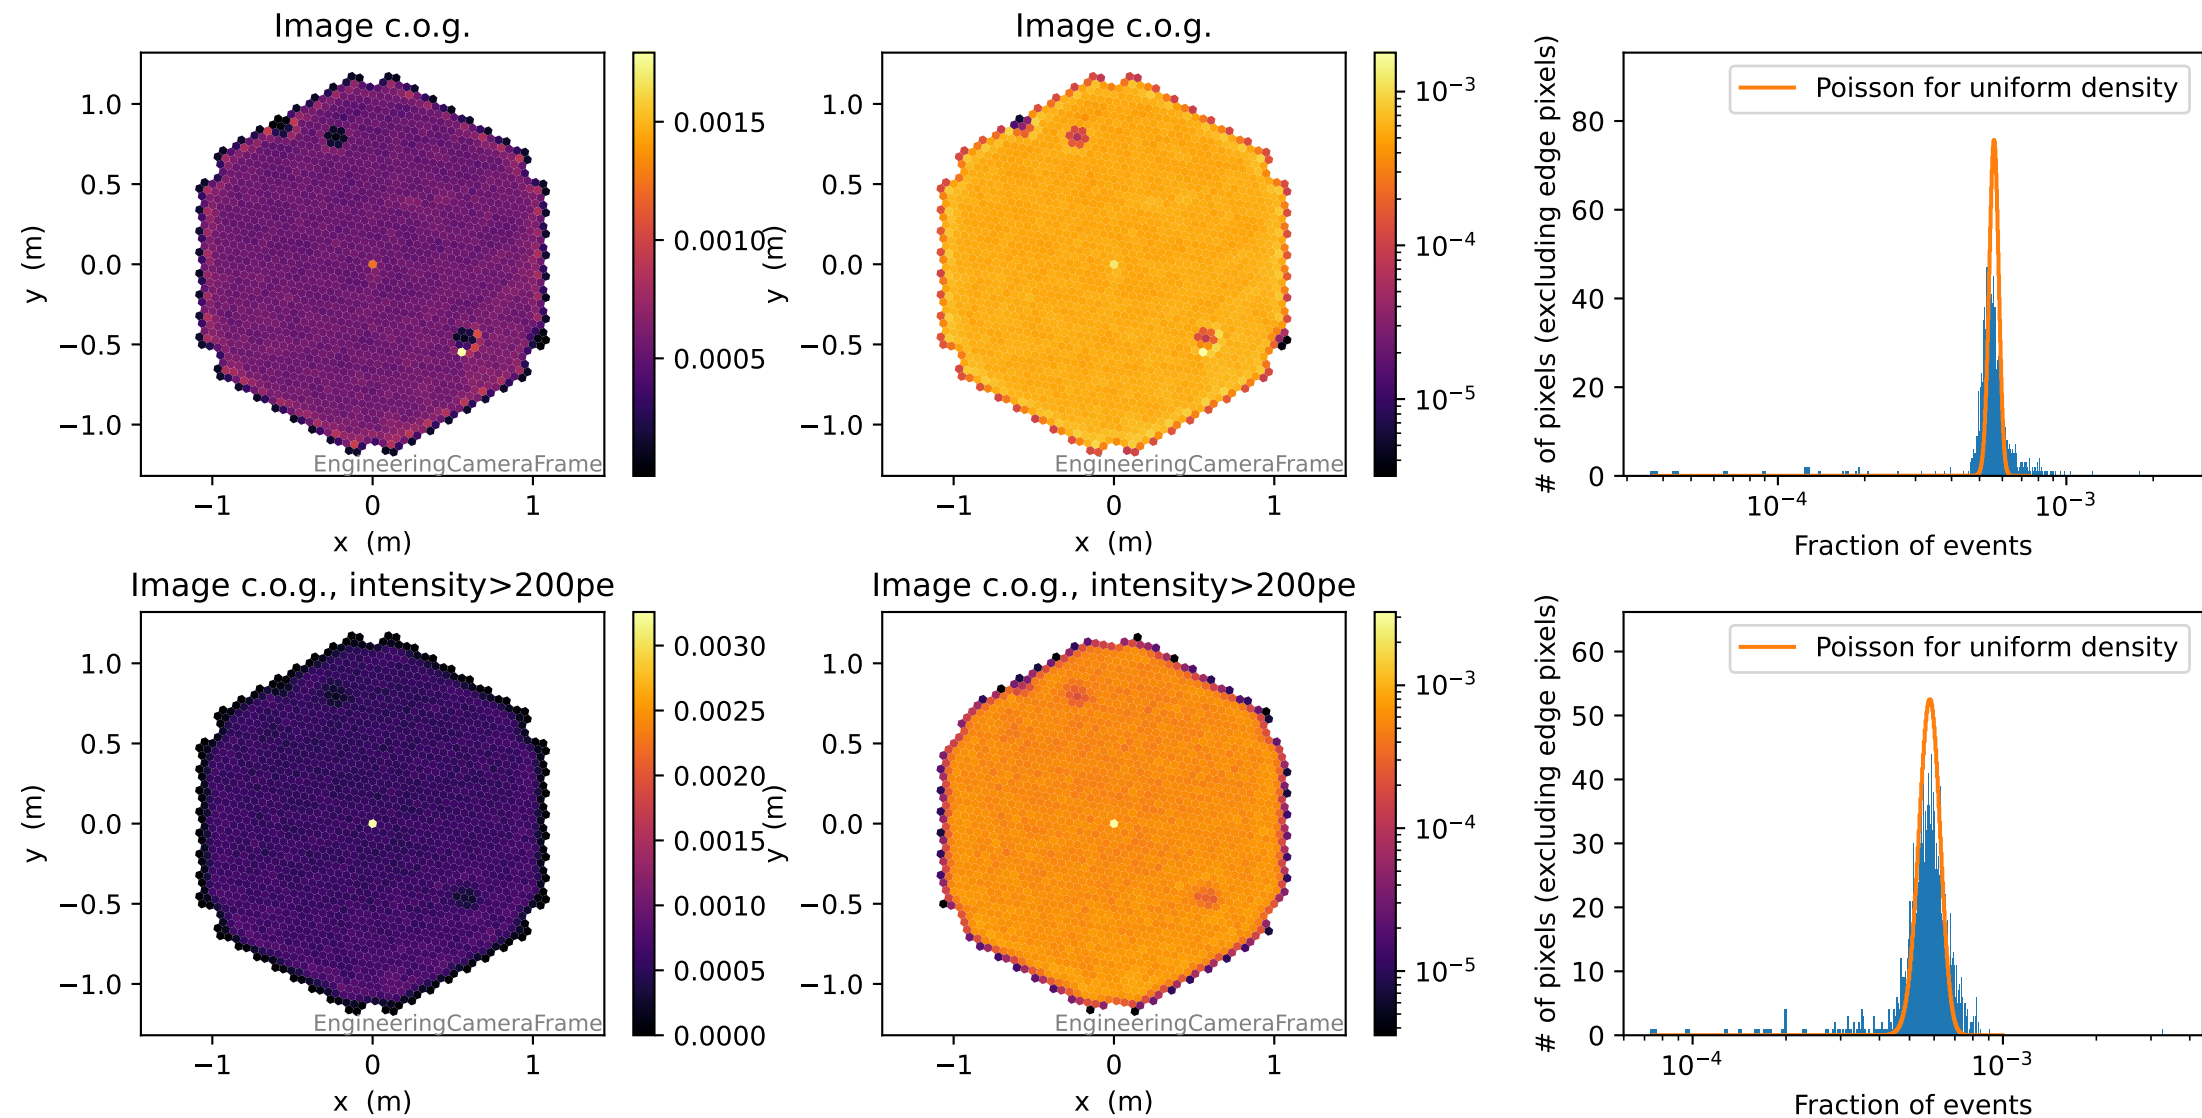 Image c.o.g.
1.0
0.5
0.0
−0.5
−1.0
y (m)
−1
0
1
x (m)
EngineeringCameraFrame
0.0015
0.0010
0.0005
Image c.o.g.
1.0
0.5
0.0
−0.5
−1.0
y (m)
−1
0
1
x (m)
EngineeringCameraFrame
10⁻³
10⁻⁴
10⁻⁵
# of pixels (excluding edge pixels)
80
60
40
20
0
Poisson for uniform density
10⁻⁴
10⁻³
Fraction of events
Image c.o.g., intensity>200pe
1.0
0.5
0.0
−0.5
−1.0
y (m)
−1
0
1
x (m)
EngineeringCameraFrame
0.0030
0.0025
0.0020
0.0015
0.0010
0.0005
0.0000
Image c.o.g., intensity>200pe
1.0
0.5
0.0
−0.5
−1.0
y (m)
−1
0
1
x (m)
EngineeringCameraFrame
10⁻³
10⁻⁴
10⁻⁵
# of pixels (excluding edge pixels)
60
50
40
30
20
10
0
Poisson for uniform density
10⁻⁴
10⁻³
Fraction of events